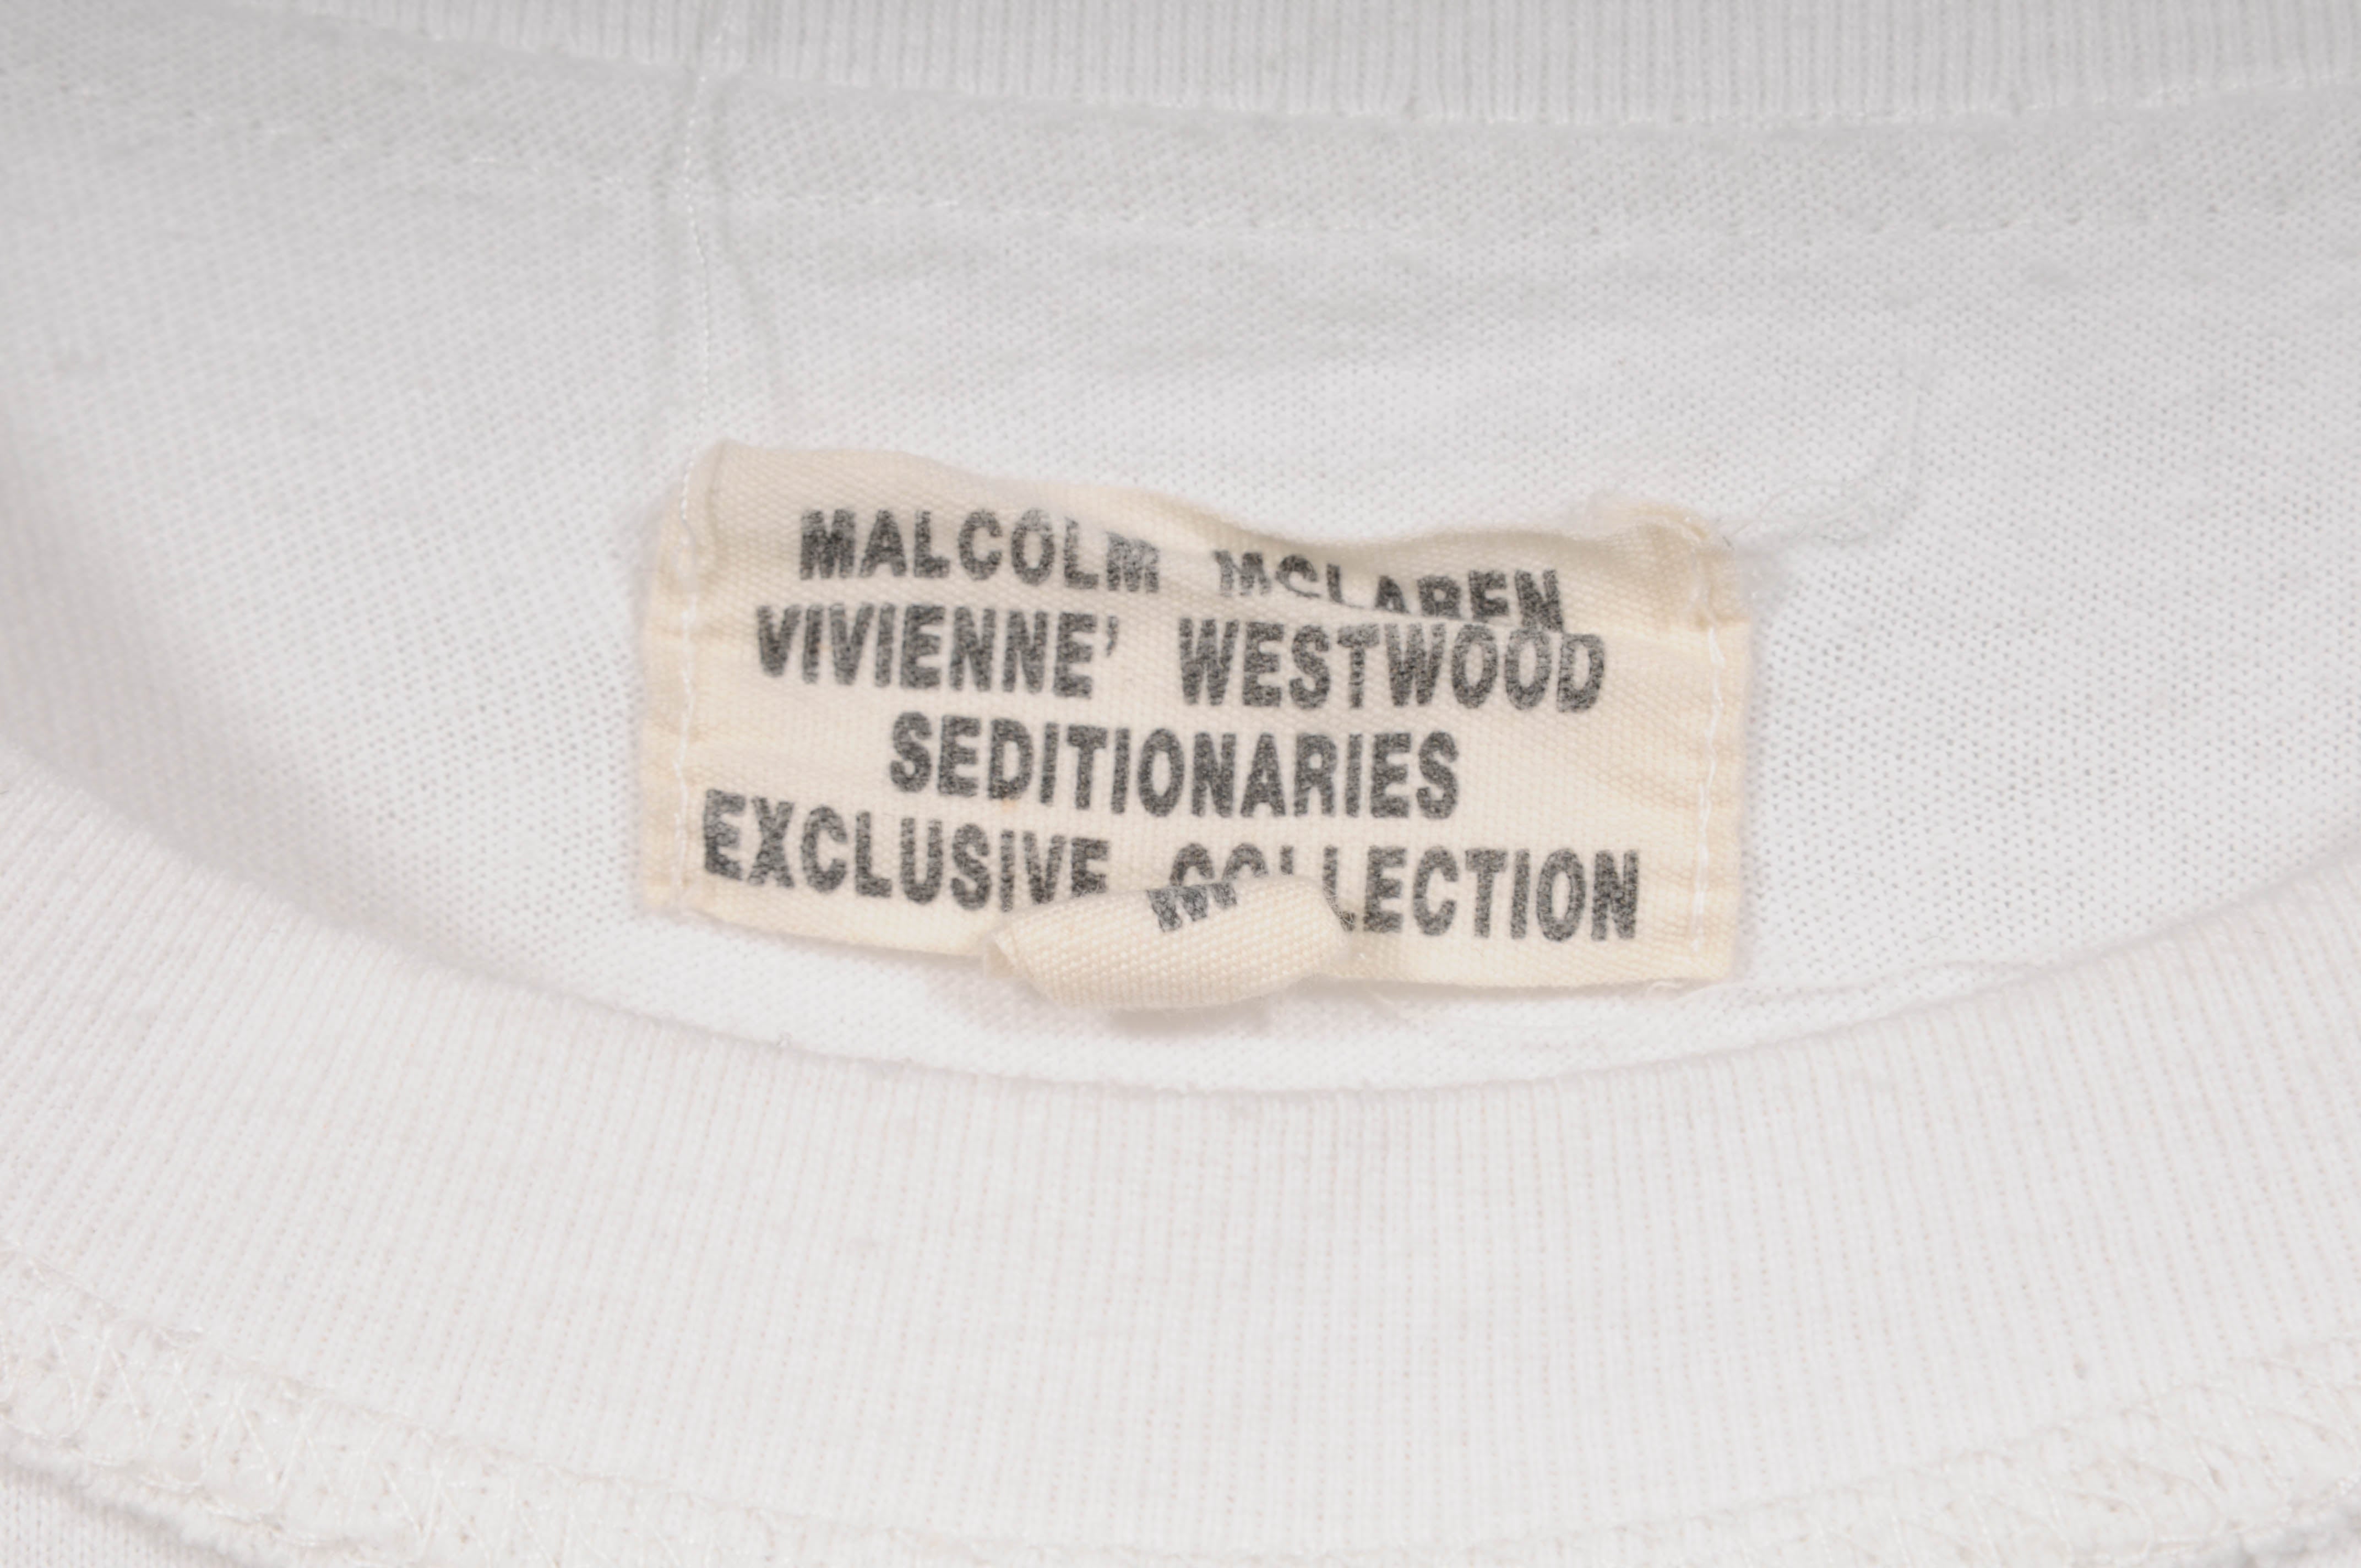 MALCOLM MCLAREN
VIVIENNE' WESTWOOD
SEDITIONARIES
EXCLUSIVE COLLECTION
M